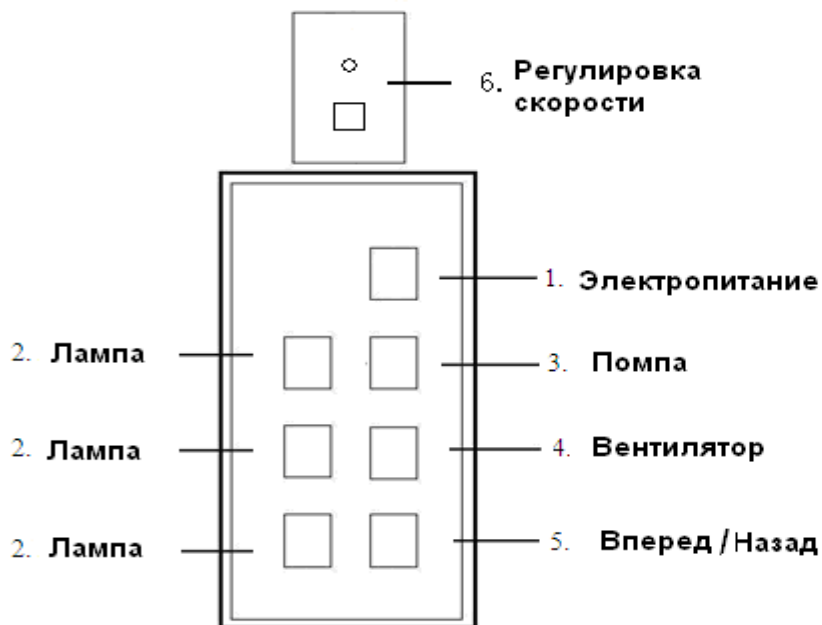 6. Регулировка
скорости
1. Электропитание
2. Лампа
3. Помпа
2. Лампа
4. Вентилятор
2. Лампа
5. Вперед / Назад